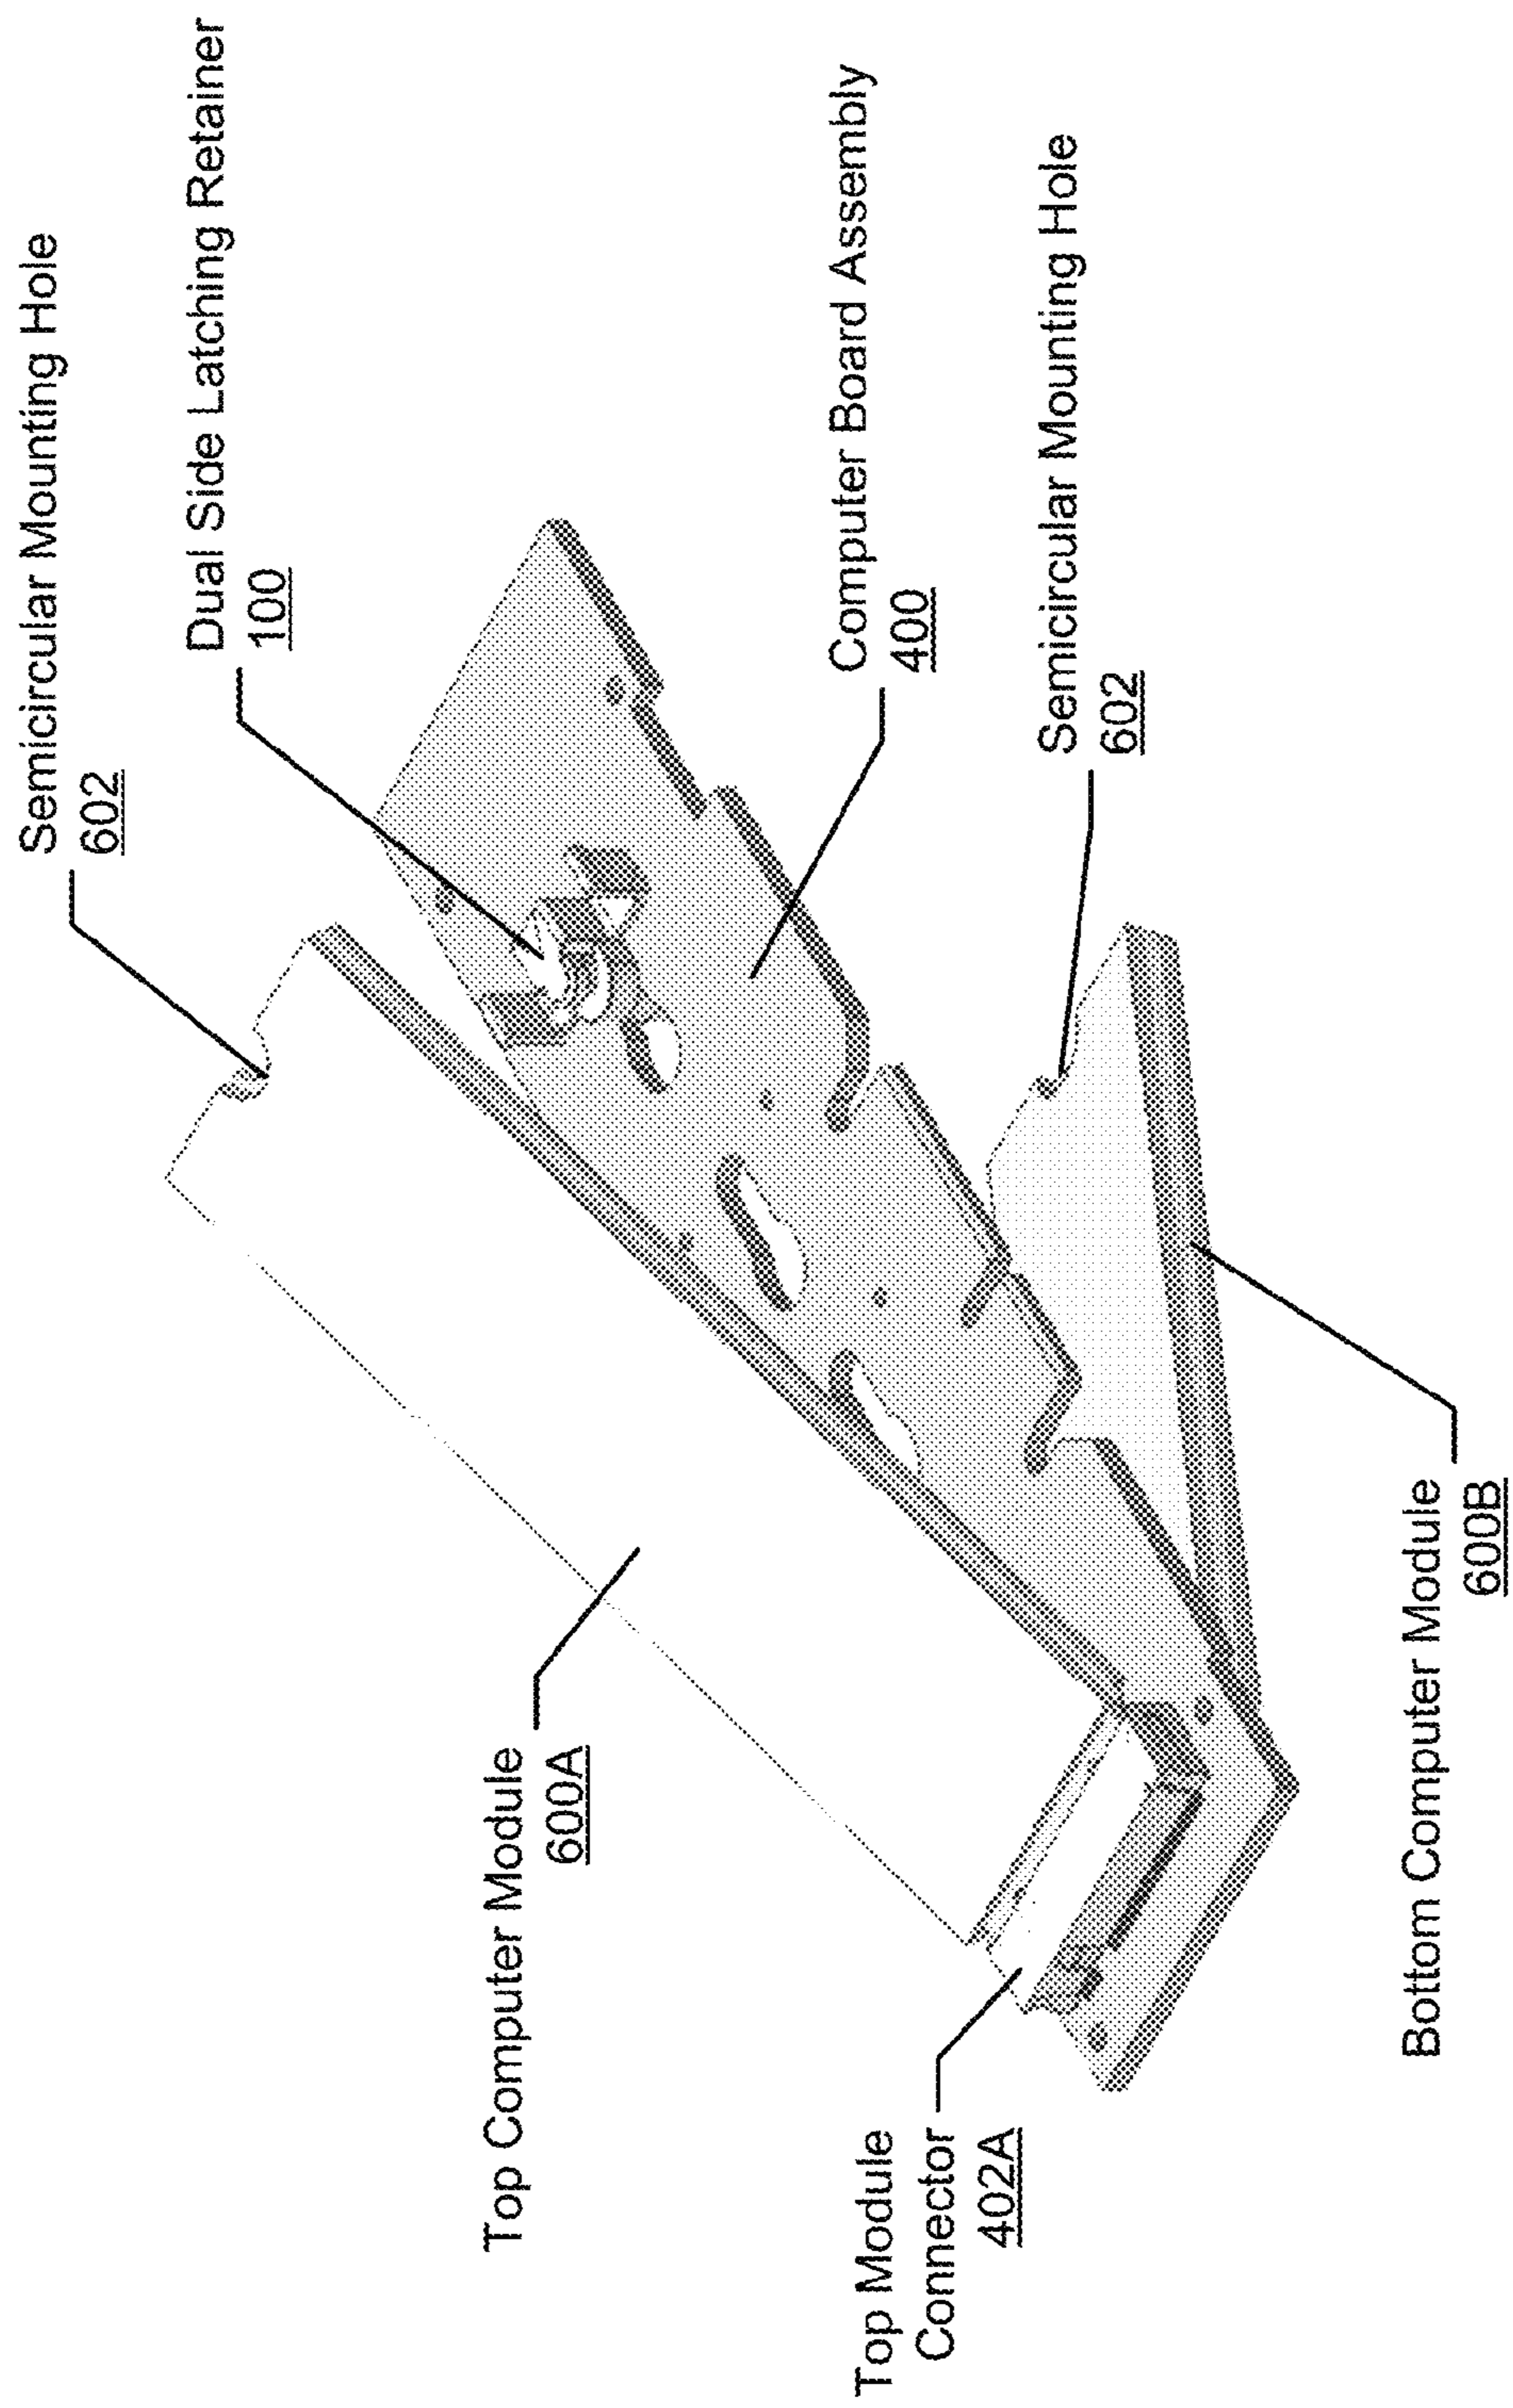 Semicircular Mounting Hole
602
Dual Side Latching Retainer
100
Top Computer Module
600A
Computer Board Assembly
400
Top Module
Connector
402A
Semicircular Mounting Hole
602
Bottom Computer Module
600B